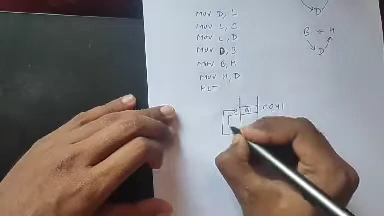 MOV D, L
MOV L, C
MOV C, D
MOV D, B
MOV B, H
MOV H, D
HLT
D
B H
D